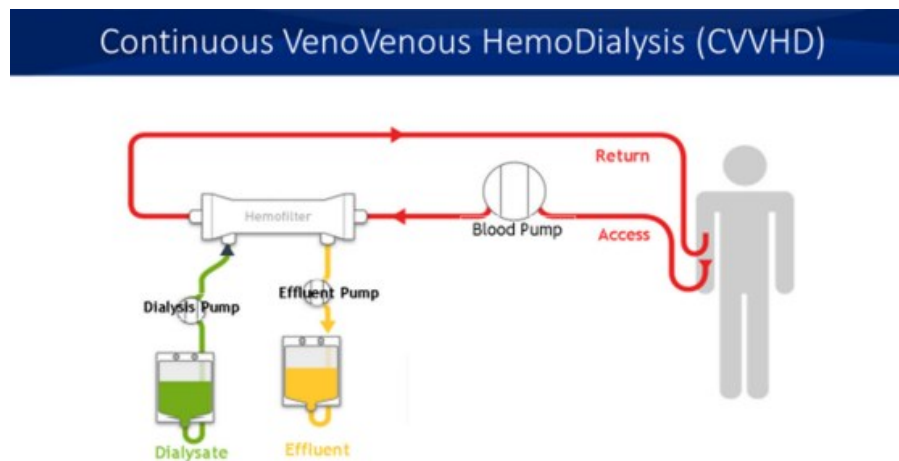 Continuous VenoVenous HemoDialysis (CVVHD)
Return
Hemofilter
Blood Pump
Access
Dialysis Pump
Effluent Pump
Dialysate
Effluent